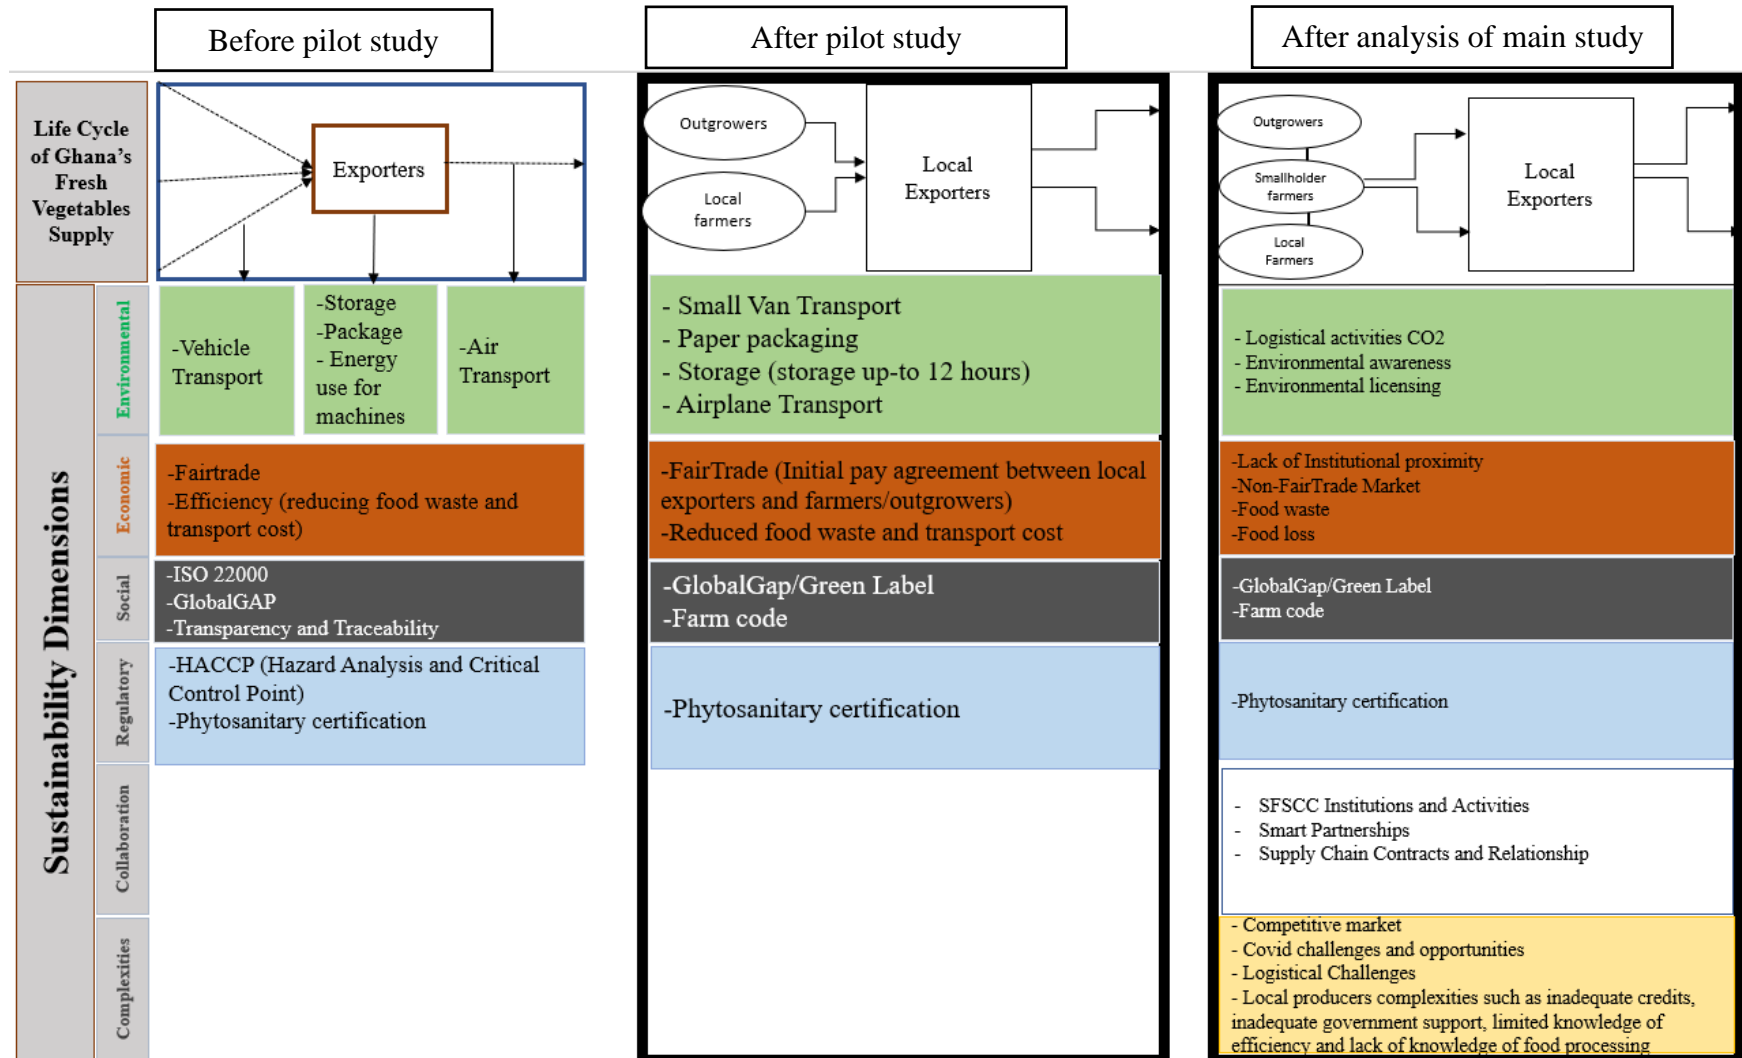 Before pilot study
After pilot study
After analysis of main study
Life Cycle
of Ghana's
Fresh
Vegetables
Supply
Exporters
Outgrowers
Local
farmers
Local
Exporters
Outgrowers
Smallholder
farmers
Local
Farmers
Local
Exporters
Sustainability Dimensions
Environmental
-Vehicle
Transport
-Storage
-Package
- Energy
use for
machines
-Air
Transport
- Small Van Transport
- Paper packaging
- Storage (storage up-to 12 hours)
- Airplane Transport
- Logistical activities CO2
- Environmental awareness
- Environmental licensing
Economic
-Fairtrade
-Efficiency (reducing food waste and
transport cost)
-FairTrade (Initial pay agreement between local
exporters and farmers/outgrowers)
-Reduced food waste and transport cost
-Lack of Institutional proximity
-Non-FairTrade Market
-Food waste
-Food loss
Social
-ISO 22000
-GlobalGAP
-Transparency and Traceability
-GlobalGap/Green Label
-Farm code
-GlobalGap/Green Label
-Farm code
Regulatory
-HACCP (Hazard Analysis and Critical
Control Point)
-Phytosanitary certification
-Phytosanitary certification
-Phytosanitary certification
Collaboration
- SFSCC Institutions and Activities
- Smart Partnerships
- Supply Chain Contracts and Relationship
Complexities
- Competitive market
- Covid challenges and opportunities
- Logistical Challenges
- Local producers complexities such as inadequate credits,
inadequate government support, limited knowledge of
efficiency and lack of knowledge of food processing